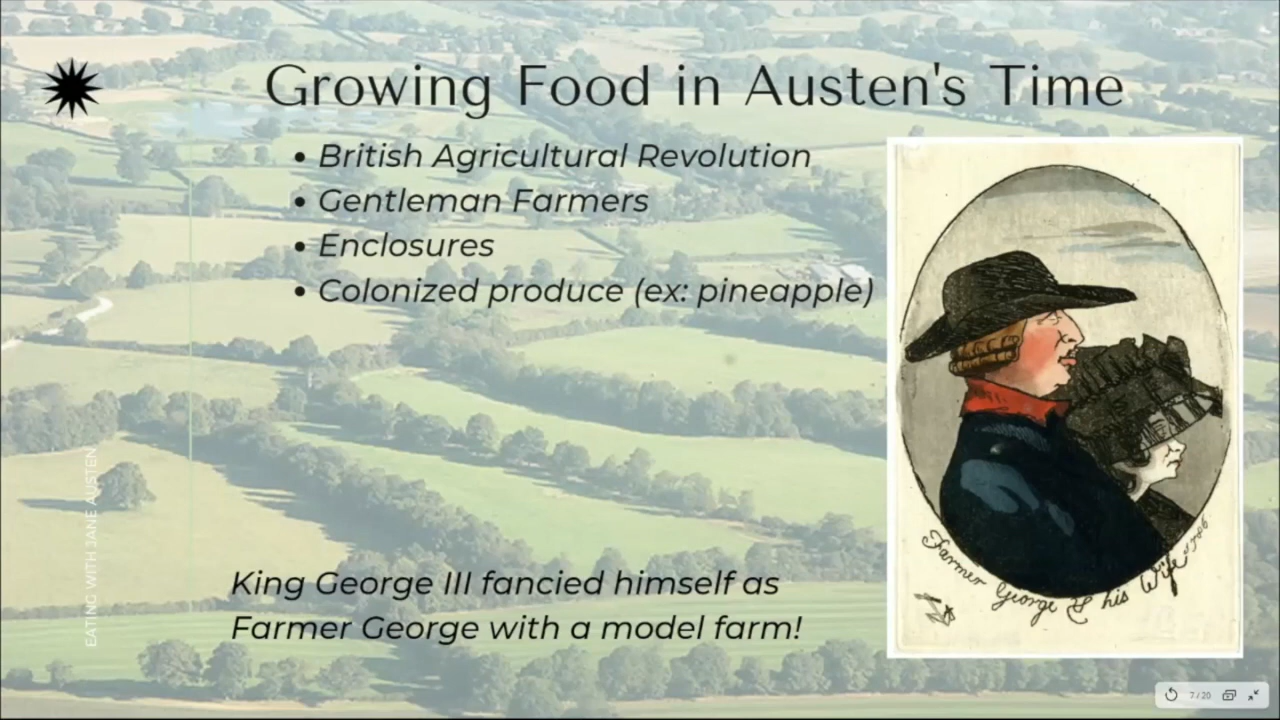 Growing Food in Austen's Time
• British Agricultural Revolution
• Gentleman Farmers
• Enclosures
• Colonized produce (ex: pineapple)
King George III fancied himself as
Farmer George with a model farm!
Farmer George & his Wife
EATING WITH JANE AUSTEN
7 / 20